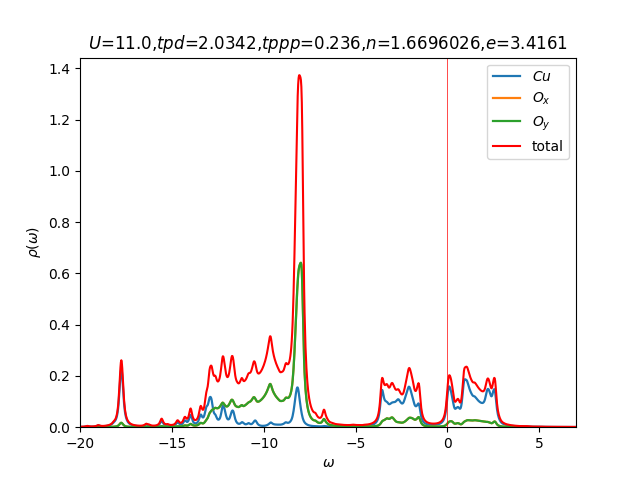 U=11.0,tpd=2.0342,tppp=0.236,n=1.6696026,e=3.4161
1.4
1.2
1.0
0.8
0.6
0.4
0.2
0.0
ρ(ω)
Cu
Ox
Oy
total
−20 −15 −10 −5 0 5
ω